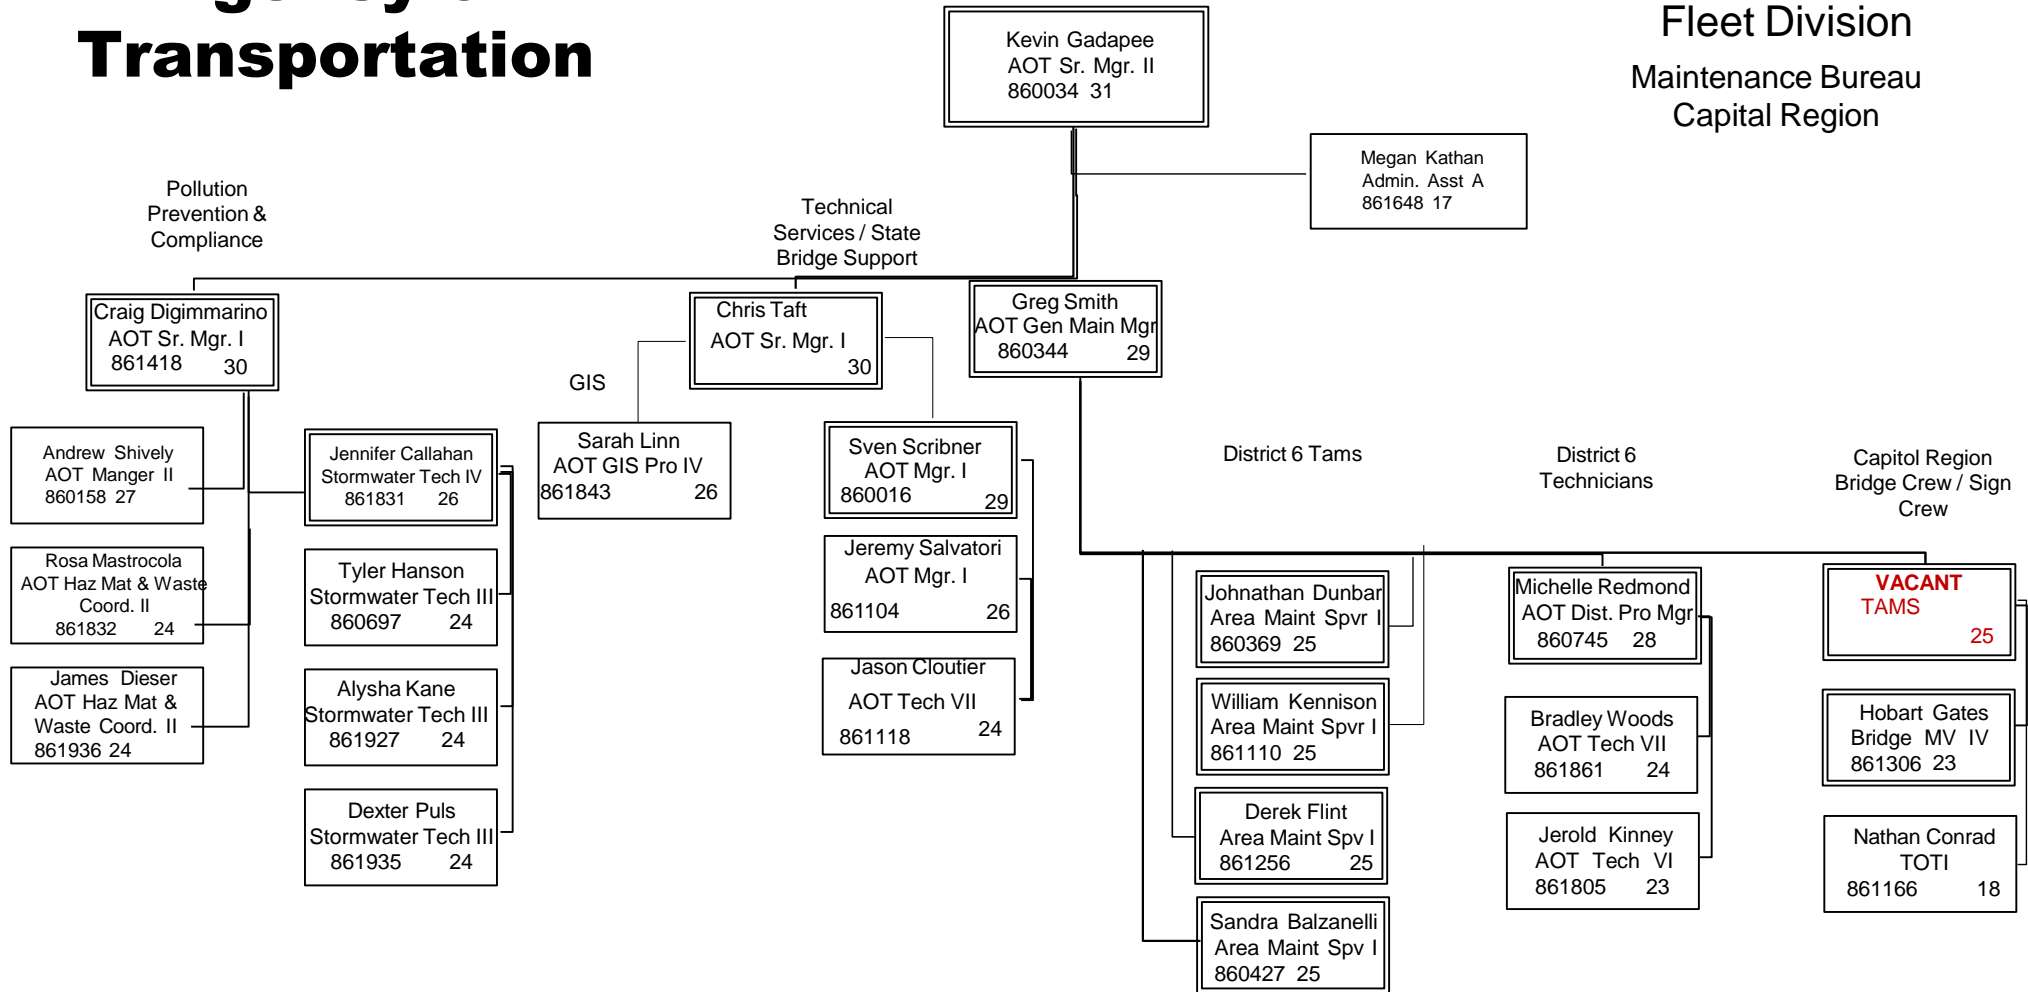 Transportation
Fleet Division
Maintenance Bureau
Capital Region
Kevin Gadapee
AOT Sr. Mgr. II
860034 31
Megan Kathan
Admin. Asst A
861648 17
Pollution
Prevention &
Compliance
Technical
Services / State
Bridge Support
Craig Digimmarino
AOT Sr. Mgr. I
861418 30
Chris Taft
AOT Sr. Mgr. I
30
Greg Smith
AOT Gen Main Mgr
860344 29
GIS
Andrew Shively
AOT Manger II
860158 27
Rosa Mastrocola
AOT Haz Mat & Waste
Coord. II
861832 24
James Dieser
AOT Haz Mat &
Waste Coord. II
861936 24
Jennifer Callahan
Stormwater Tech IV
861831 26
Tyler Hanson
Stormwater Tech III
860697 24
Alysha Kane
Stormwater Tech III
861927 24
Dexter Puls
Stormwater Tech III
861935 24
Sarah Linn
AOT GIS Pro IV
861843 26
Sven Scribner
AOT Mgr. I
860016 29
Jeremy Salvatori
AOT Mgr. I
861104 26
Jason Cloutier
AOT Tech VII
861118 24
District 6 Tams
Johnathan Dunbar
Area Maint Spvr I
860369 25
William Kennison
Area Maint Spvr I
861110 25
Derek Flint
Area Maint Spv I
861256 25
Sandra Balzanelli
Area Maint Spv I
860427 25
District 6
Technicians
Michelle Redmond
AOT Dist. Pro Mgr
860745 28
Bradley Woods
AOT Tech VII
861861 24
Jerold Kinney
AOT Tech VI
861805 23
Capitol Region
Bridge Crew / Sign
Crew
VACANT
TAMS
25
Hobart Gates
Bridge MV IV
861306 23
Nathan Conrad
TOTI
861166 18